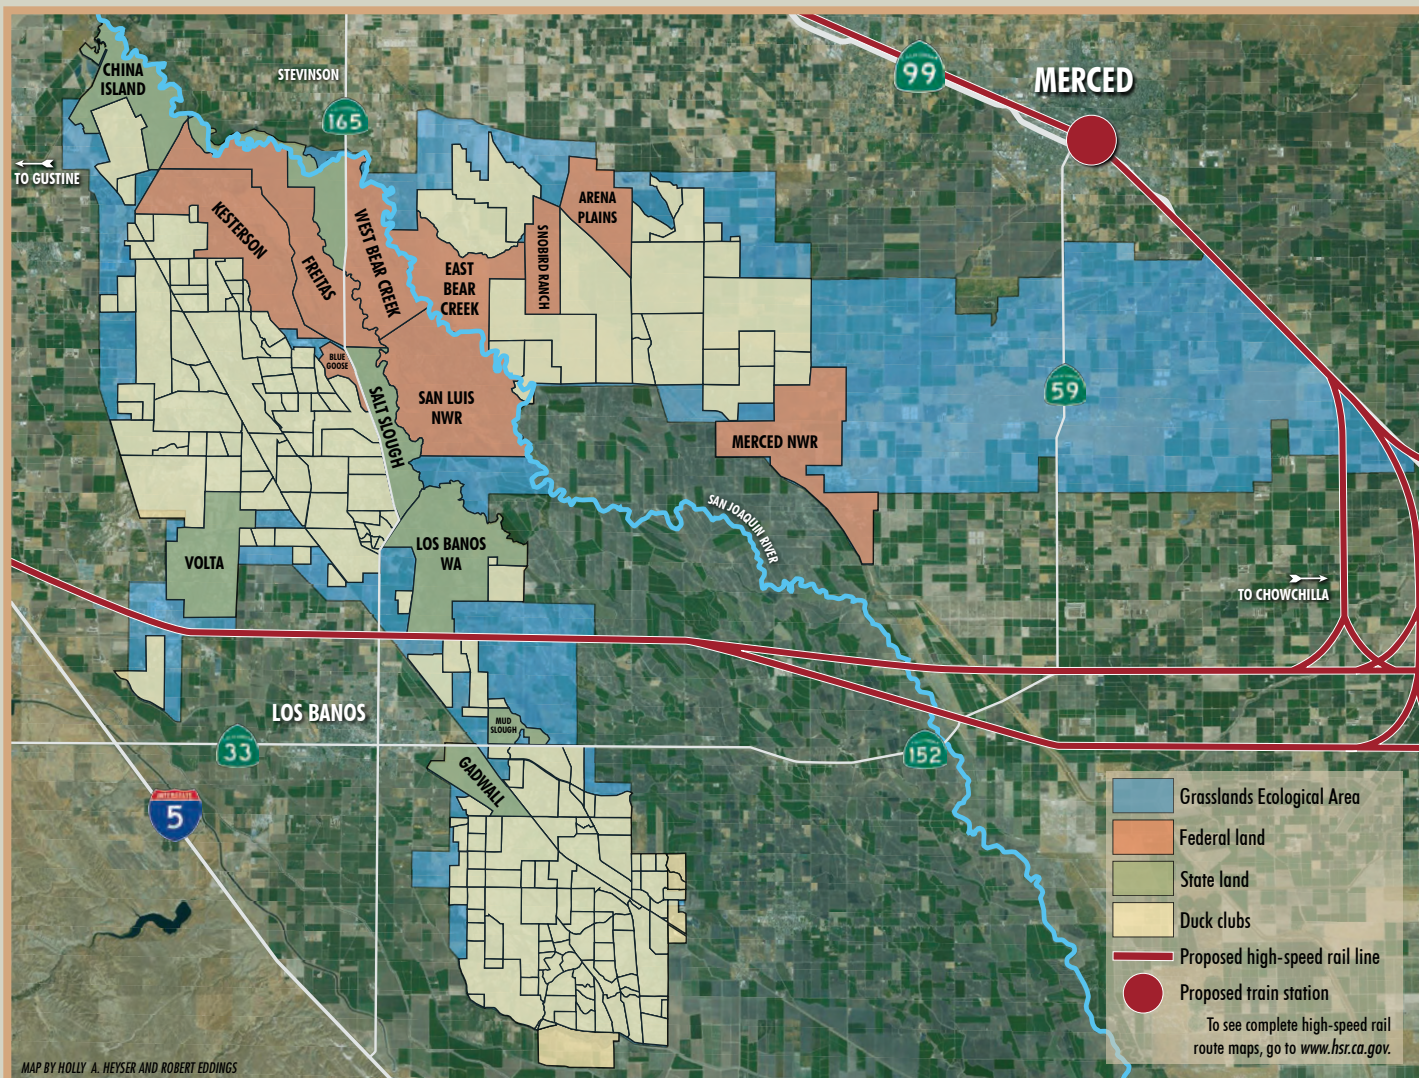 CHINA
ISLAND
STEVINSON
165
99
MERCED
TO GUSTINE
KESTERSON
FREITAS
WEST BEAR CREEK
EAST
BEAR
CREEK
SNOBIRD RANCH
ARENA
PLAINS
BLUE
GOOSE
SALT SLOUGH
SAN LUIS
NWR
59
MERCED NWR
SAN JOAQUIN RIVER
VOLTA
LOS BANOS
WA
TO CHOWCHILLA
LOS BANOS
MUD
SLOUGH
33
152
GADWALL
INTERSTATE
5
Grasslands Ecological Area
Federal land
State land
Duck clubs
Proposed high-speed rail line
Proposed train station
To see complete high-speed rail
route maps, go to www.hsr.ca.gov.
MAP BY HOLLY A. HEYSER AND ROBERT EDDINGS